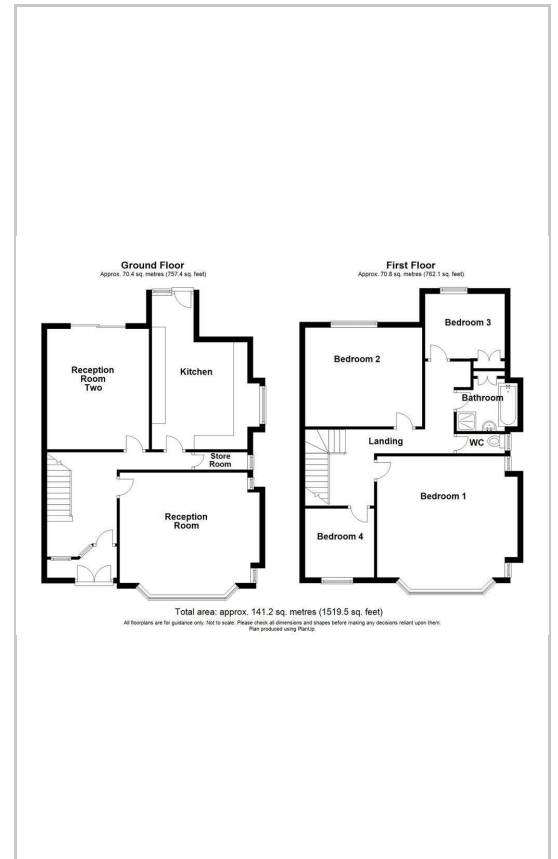 Ground Floor
Approx. 70.4 sq. metres (757.4 sq. feet)
Reception
Room
Two
Kitchen
Store
Room
Reception
Room
First Floor
Approx. 70.8 sq. metres (762.1 sq. feet)
Bedroom 3
Bedroom 2
Bathroom
Landing
WC
Bedroom 1
Bedroom 4
Total area: approx. 141.2 sq. metres (1519.5 sq. feet)
All floorplans are for guidance only. Not to scale. Please check all dimensions and shapes before making any decisions reliant upon them.
Plan produced using PlanUp.